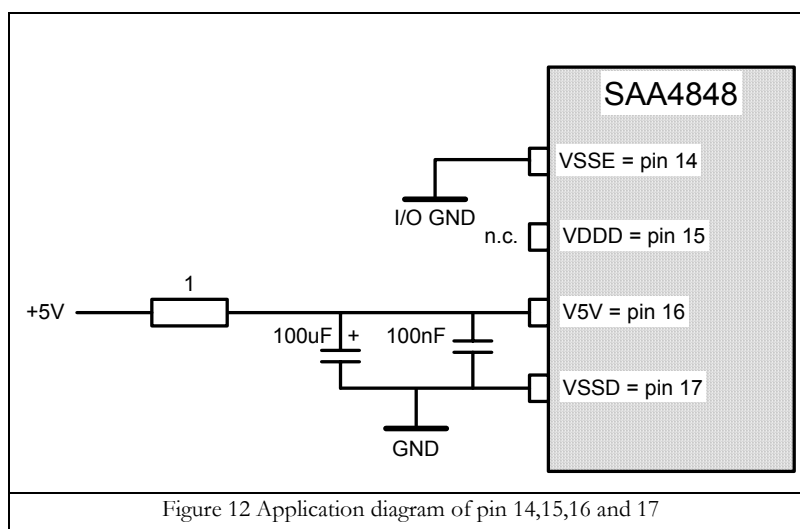 SAA4848
VSSE = pin 14
I/O GND
n.c.
VDDD = pin 15
1
+5V
V5V = pin 16
100uF
+
100nF
VSSD = pin 17
GND
Figure 12 Application diagram of pin 14,15,16 and 17